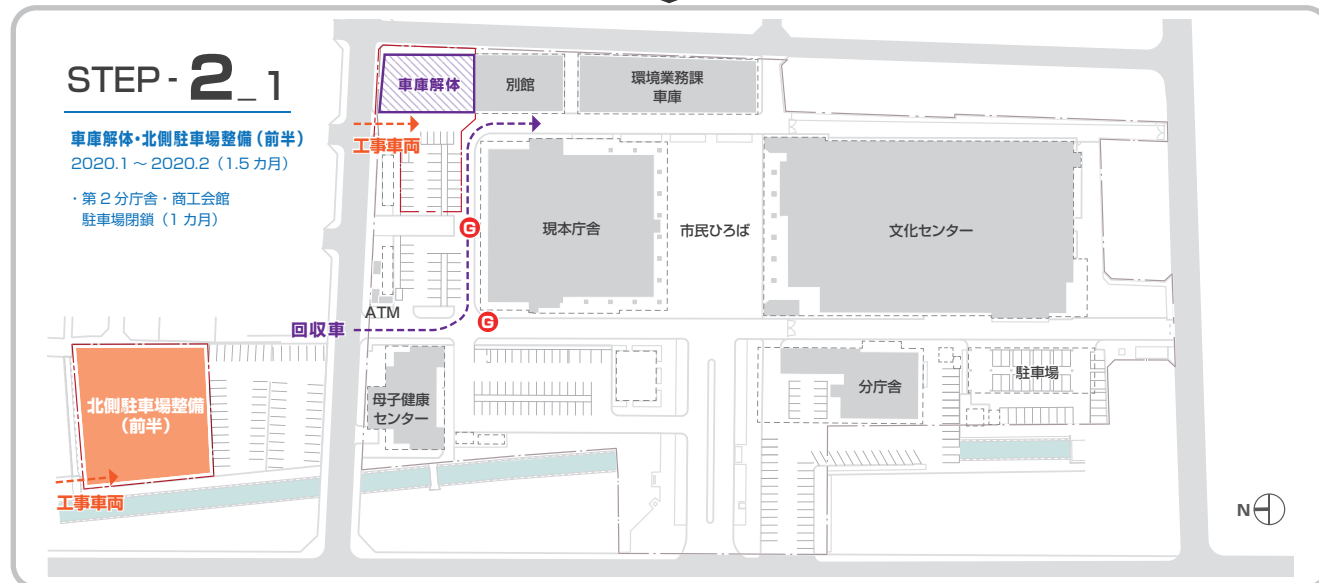 STEP - 2_1
車庫解体・北側駐車場整備（前半）
2020.1 ～ 2020.2（1.5 カ月）
・第 2 分庁舎・商工会館
駐車場閉鎖（1 カ月）
車庫解体
別館
環境業務課
車庫
工事車両
G
現本庁舎
市民ひろば
文化センター
ATM
回収車
G
北側駐車場整備
（前半）
工事車両
母子健康
センター
分庁舎
駐車場
N